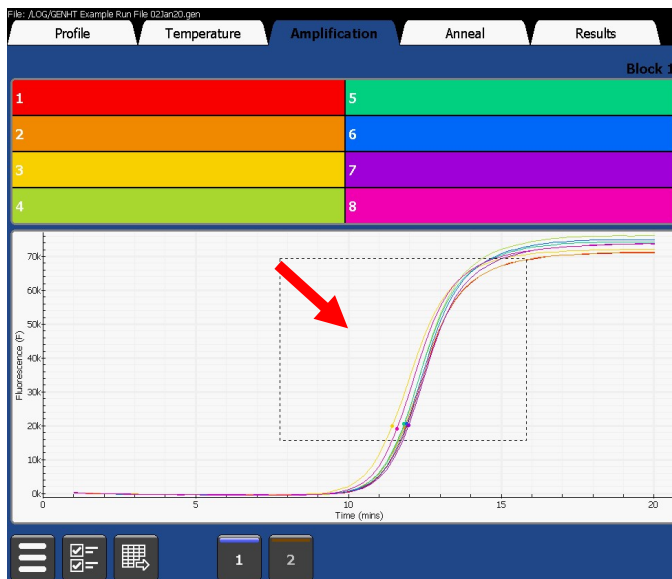 File: /LOG/GENHT Example Run File 02Jan20.gen
Profile Temperature Amplification Anneal Results
Block 1
1 5
2 6
3 7
4 8
70k
60k
50k
40k
30k
20k
10k
0k
Fluorescence (F)
0 5 10 15 20
Time (mins)
1 2